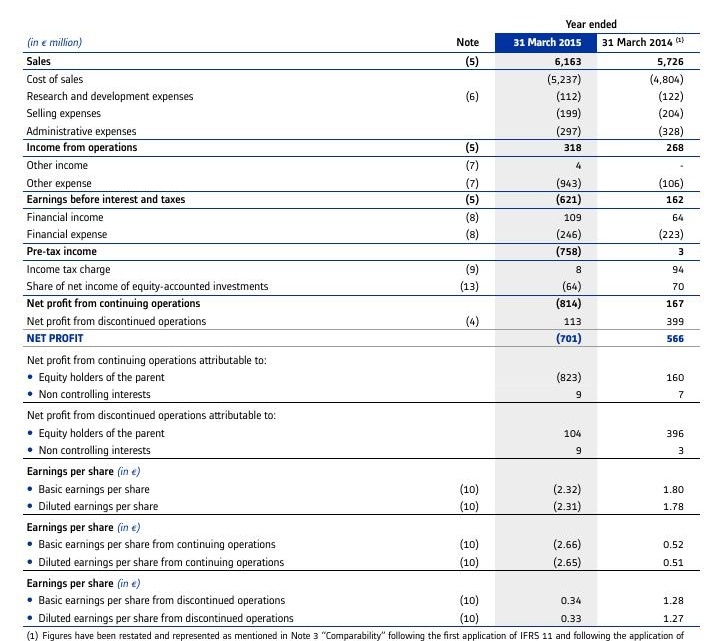 Year ended
(in € million) Note 31 March 2015 31 March 2014 (1)
Sales (5) 6,163 5,726
Cost of sales (5,237) (4,804)
Research and development expenses (6) (112) (122)
Selling expenses (199) (204)
Administrative expenses (297) (328)
Income from operations (5) 318 268
Other income (7) 4 -
Other expense (7) (943) (106)
Earnings before interest and taxes (5) (621) 162
Financial income (8) 109 64
Financial expense (8) (246) (223)
Pre-tax income (758) 3
Income tax charge (9) 8 94
Share of net income of equity-accounted investments (13) (64) 70
Net profit from continuing operations (814) 167
Net profit from discontinued operations (4) 113 399
NET PROFIT (701) 566
Net profit from continuing operations attributable to:
• Equity holders of the parent (823) 160
• Non controlling interests 9 7
Net profit from discontinued operations attributable to:
• Equity holders of the parent 104 396
• Non controlling interests 9 3
Earnings per share (in €)
• Basic earnings per share (10) (2.32) 1.80
• Diluted earnings per share (10) (2.31) 1.78
Earnings per share (in €)
• Basic earnings per share from continuing operations (10) (2.66) 0.52
• Diluted earnings per share from continuing operations (10) (2.65) 0.51
Earnings per share (in €)
• Basic earnings per share from discontinued operations (10) 0.34 1.28
• Diluted earnings per share from discontinued operations (10) 0.33 1.27
(1) Figures have been restated and represented as mentioned in Note 3 "Comparability" following the first application of IFRS 11 and following the application of